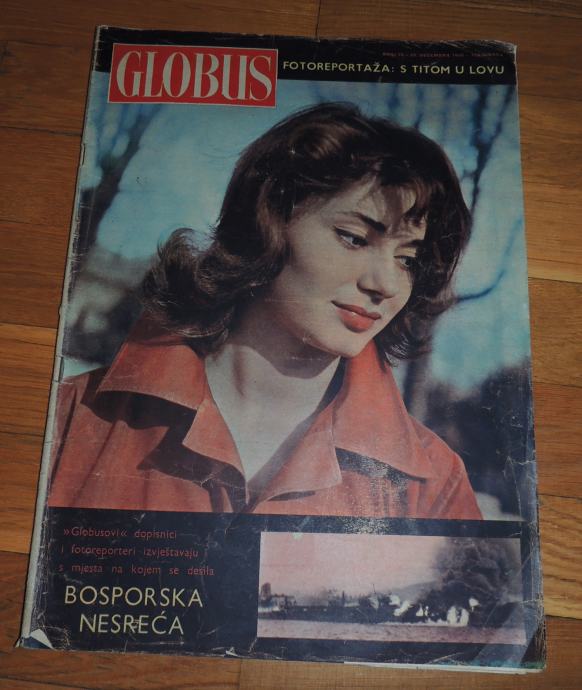 GLOBUS
FOTOREPORTAŽA: S TITOM U LOVU
»Globusovi« dopisnici
i fotoreporteri izvještavaju
s mjesta na kojem se desila
BOSPORSKA
NESREĆA